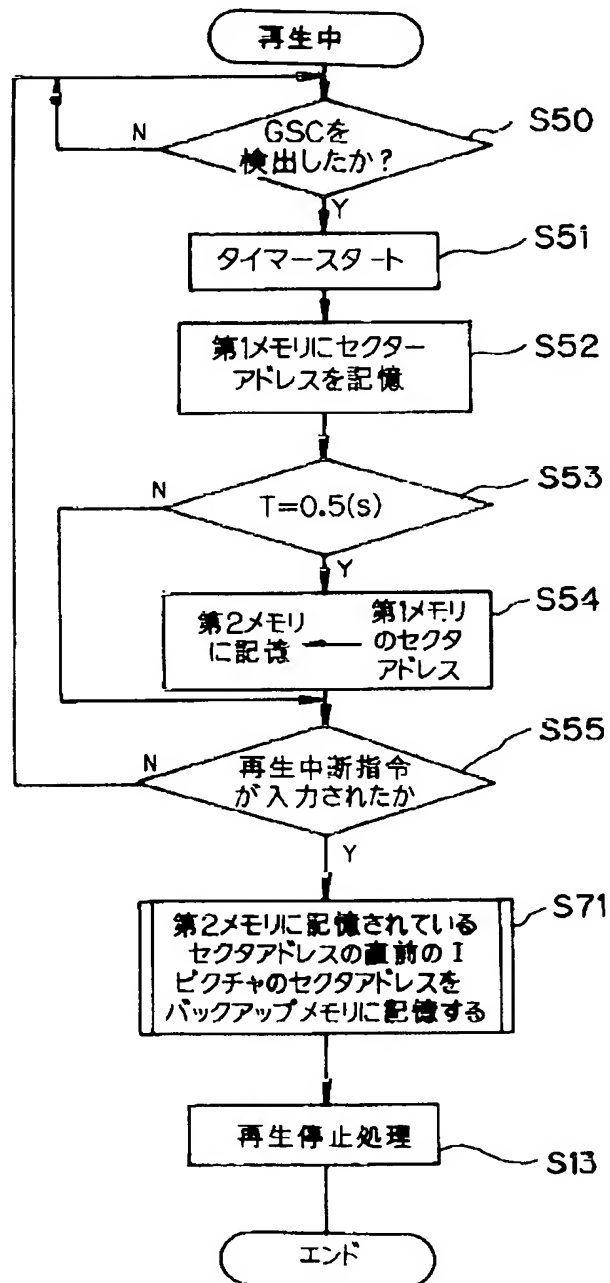 再生中
N
GSCを
検出したか?
S50
Y
タイマースタート
S51
第1メモリにセクター
アドレスを記憶
S52
N
T=0.5(s)
S53
Y
第2メモリ
に記憶
第1メモリ
のセクタ
アドレス
S54
N
再生中断指令
が入力されたか
S55
Y
第2メモリに記憶されている
セクタアドレスの直前のI
ピクチャのセクタアドレスを
バックアップメモリに記憶する
S71
再生停止処理
S13
エンド